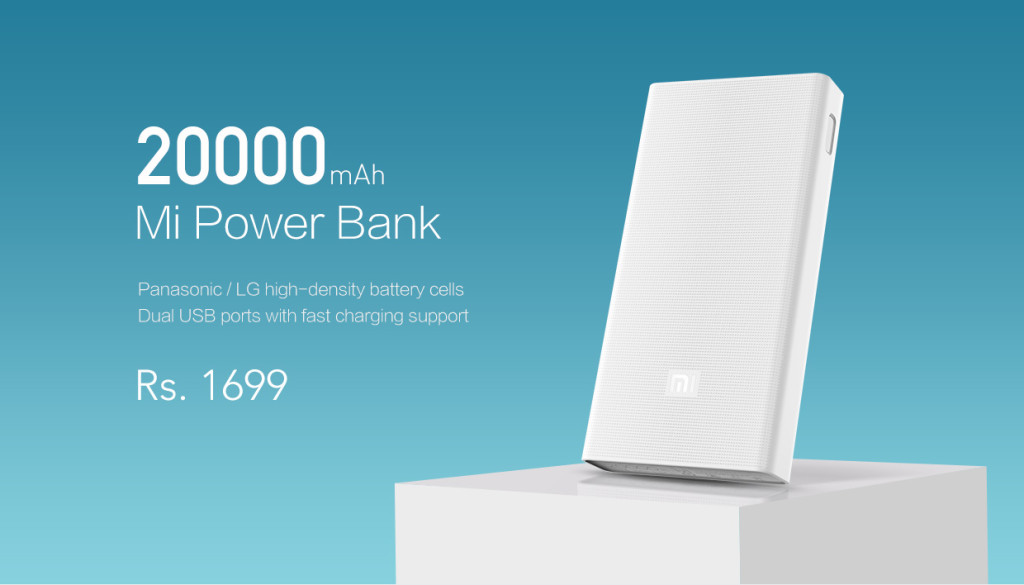 20000mAh
Mi Power Bank
Panasonic / LG high-density battery cells
Dual USB ports with fast charging support
Rs. 1699
mi